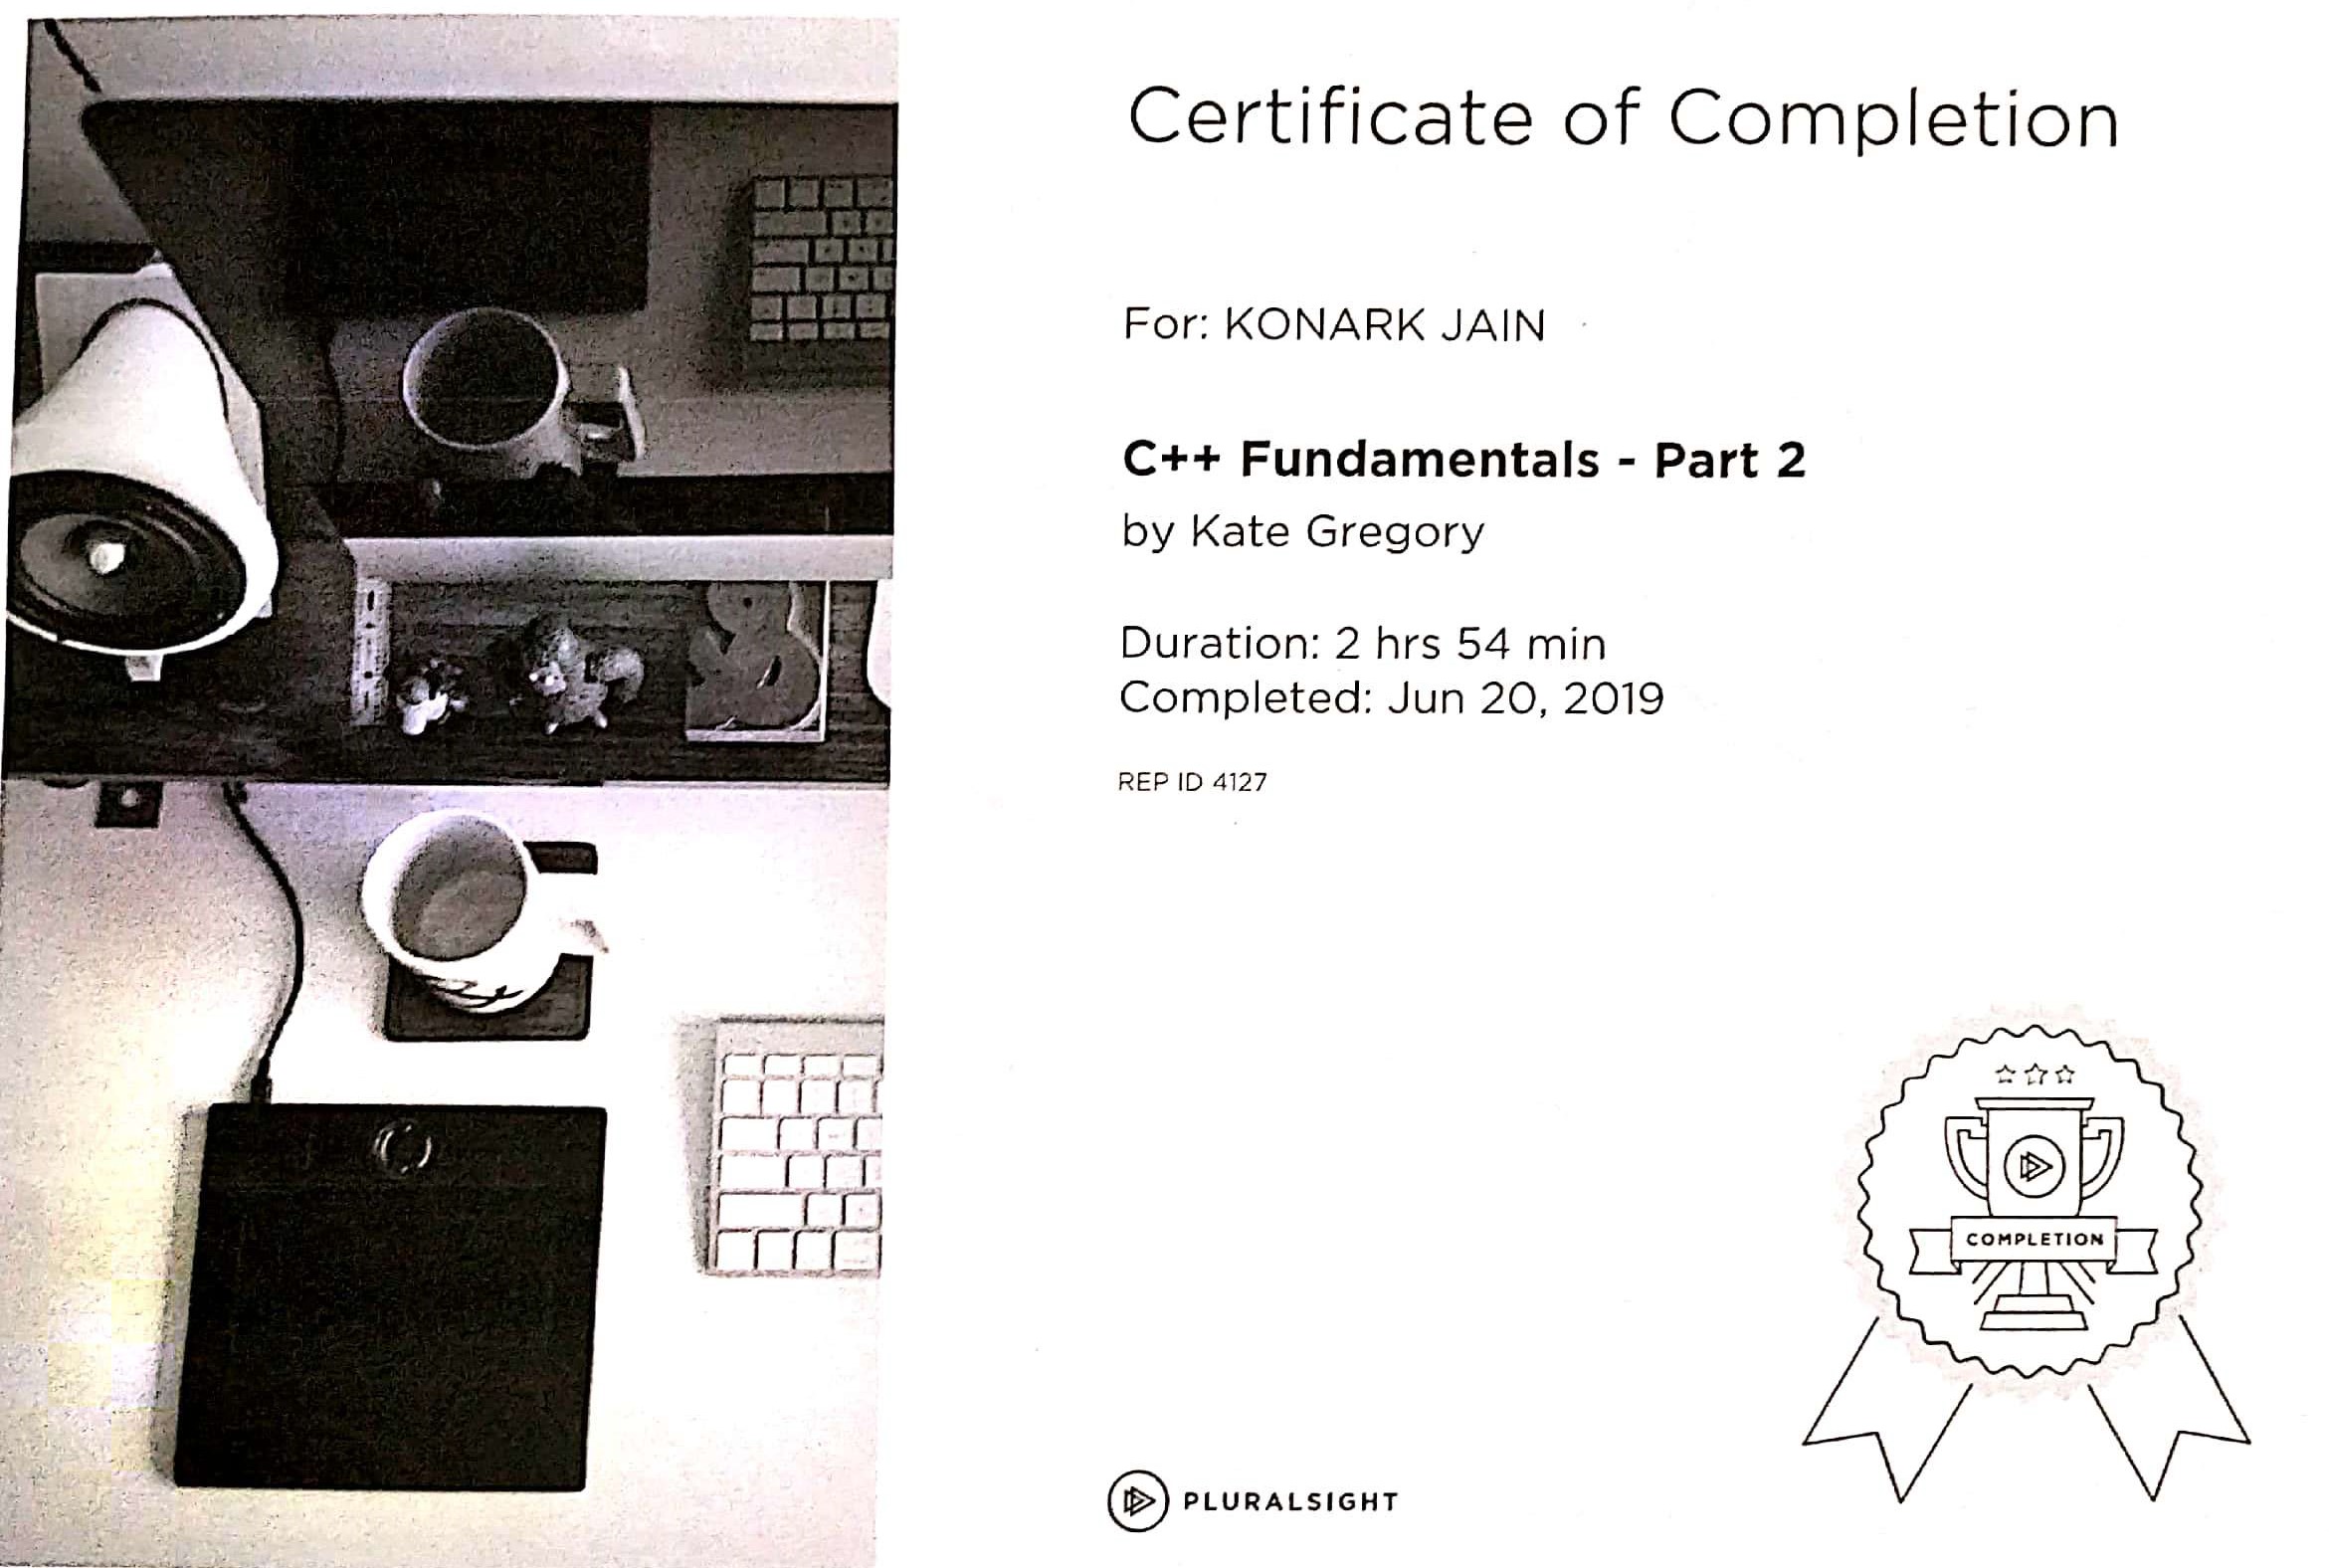 Certificate of Completion
For: KONARK JAIN
C++ Fundamentals - Part 2
by Kate Gregory
Duration: 2 hrs 54 min
Completed: Jun 20, 2019
REP ID 4127
COMPLETION
PLURALSIGHT